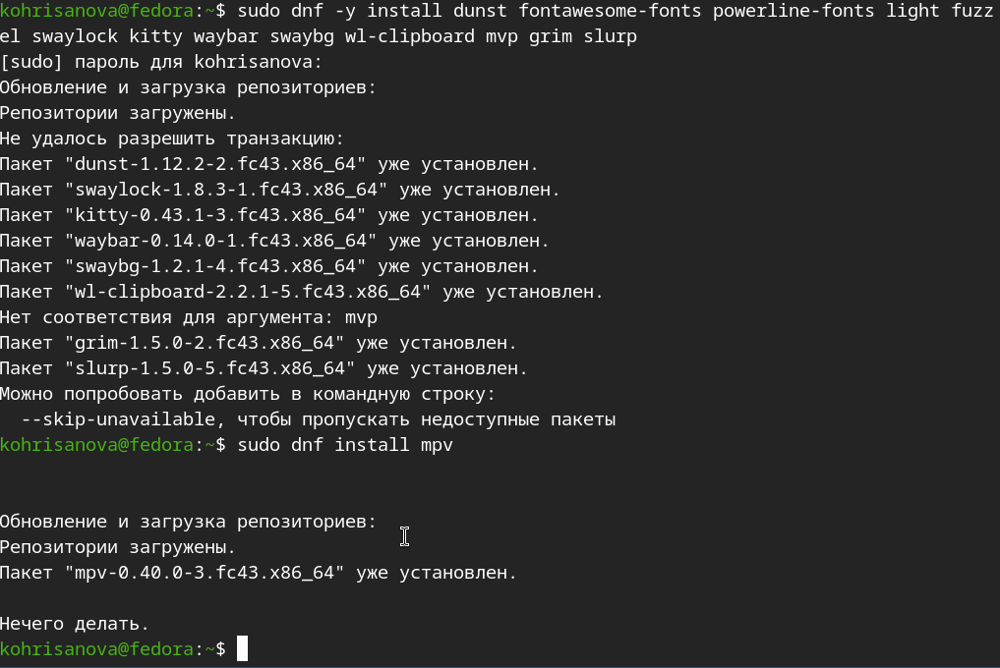 kohrisanova@fedora:~$ sudo dnf -y install dunst fontawesome-fonts powerline-fonts light fuzz
el swaylock kitty waybar swaybg wl-clipboard mvp grim slurp
[sudo] пароль для kohrisanova:
Обновление и загрузка репозиториев:
Репозитории загружены.
Не удалось разрешить транзакцию:
Пакет "dunst-1.12.2-2.fc43.x86_64" уже установлен.
Пакет "swaylock-1.8.3-1.fc43.x86_64" уже установлен.
Пакет "kitty-0.43.1-3.fc43.x86_64" уже установлен.
Пакет "waybar-0.14.0-1.fc43.x86_64" уже установлен.
Пакет "swaybg-1.2.1-4.fc43.x86_64" уже установлен.
Пакет "wl-clipboard-2.2.1-5.fc43.x86_64" уже установлен.
Нет соответствия для аргумента: mvp
Пакет "grim-1.5.0-2.fc43.x86_64" уже установлен.
Пакет "slurp-1.5.0-5.fc43.x86_64" уже установлен.
Можно попробовать добавить в командную строку:
  --skip-unavailable, чтобы пропускать недоступные пакеты
kohrisanova@fedora:~$ sudo dnf install mpv
Обновление и загрузка репозиториев:
Репозитории загружены.
Пакет "mpv-0.40.0-3.fc43.x86_64" уже установлен.
Нечего делать.
kohrisanova@fedora:~$